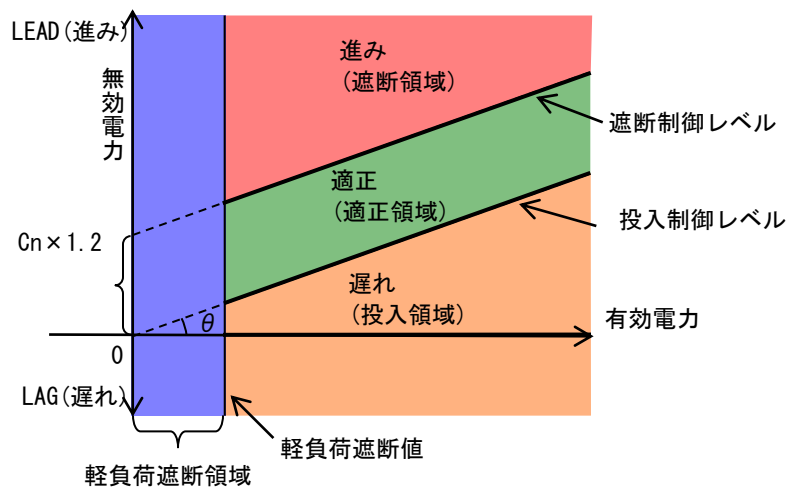 LEAD(進み)
無効電力
進み
(遮断領域)
遮断制御レベル
適正
(適正領域)
投入制御レベル
Cn×1.2
遅れ
(投入領域)
θ
有効電力
0
LAG(遅れ)
軽負荷遮断値
軽負荷遮断領域